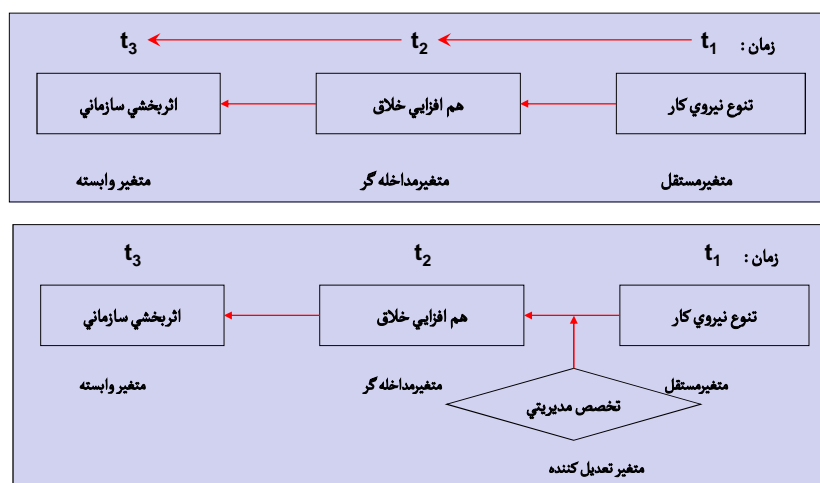 زمان : t1 t2 t3
تنوع نيروي كار هم افزايي خلاق اثربخشي سازماني
متغيرمستقل متغيرمداخله گر متغير وابسته
زمان : t1 t2 t3
تنوع نيروي كار هم افزايي خلاق اثربخشي سازماني
متغيرمستقل متغيرمداخله گر متغير وابسته
تخصص مديريتي
متغير تعديل كننده